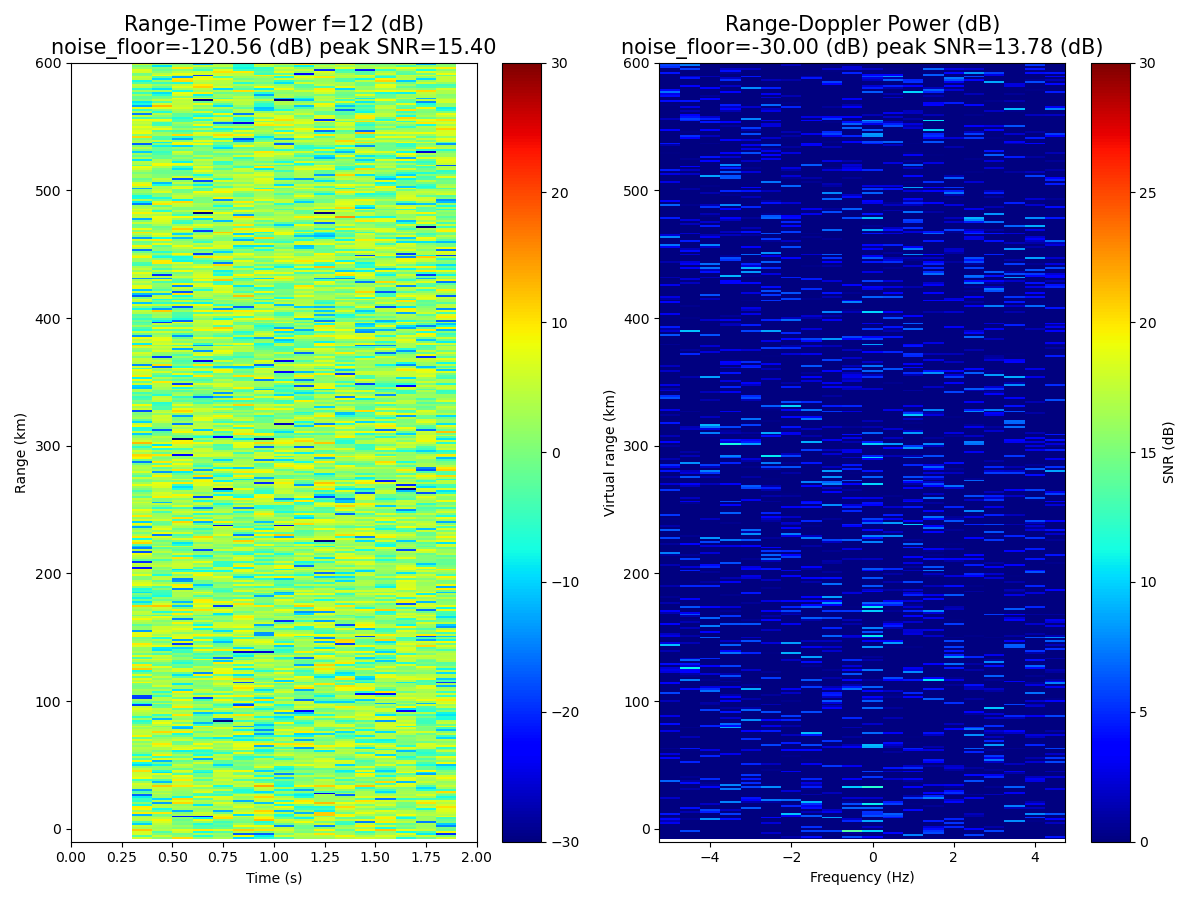 Range-Time Power f=12 (dB)
noise_floor=-120.56 (dB) peak SNR=15.40
600
500
400
300
200
100
0
Range (km)
0.00 0.25 0.50 0.75 1.00 1.25 1.50 1.75 2.00
Time (s)
30
20
10
0
−10
−20
−30
Range-Doppler Power (dB)
noise_floor=-30.00 (dB) peak SNR=13.78 (dB)
600
500
400
300
200
100
0
Virtual range (km)
−4 −2 0 2 4
Frequency (Hz)
30
25
20
15
10
5
0
SNR (dB)